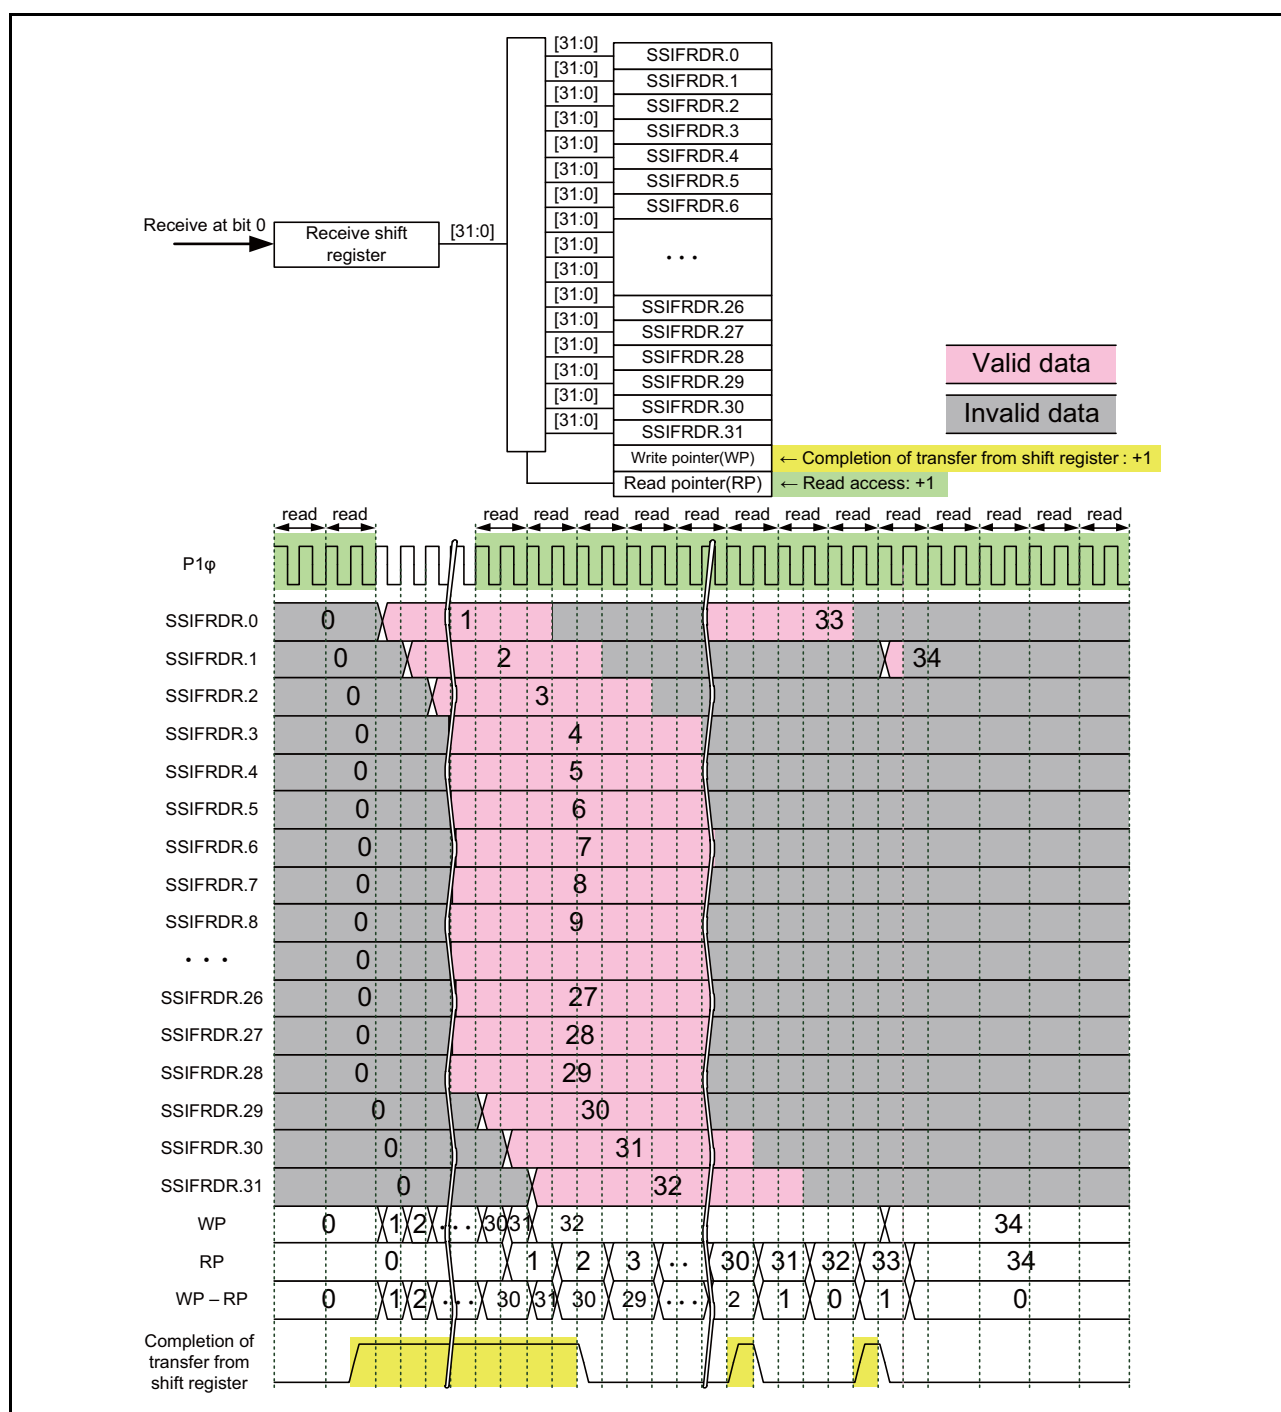 [31:0] SSIFRDR.0
[31:0] SSIFRDR.1
[31:0] SSIFRDR.2
[31:0] SSIFRDR.3
[31:0] SSIFRDR.4
[31:0] SSIFRDR.5
[31:0] SSIFRDR.6
[31:0]
Receive at bit 0
Receive shift
register
[31:0]
[31:0]
[31:0]
• • •
[31:0] SSIFRDR.26
[31:0] SSIFRDR.27
[31:0] SSIFRDR.28
[31:0] SSIFRDR.29
[31:0] SSIFRDR.30
[31:0] SSIFRDR.31
Valid data
Invalid data
Write pointer(WP) ← Completion of transfer from shift register : +1
Read pointer(RP) ← Read access: +1
read read read read read read read read read read read read read read read
P1φ
SSIFRDR.0 0 1 33
SSIFRDR.1 0 2 34
SSIFRDR.2 0 3
SSIFRDR.3 0 4
SSIFRDR.4 0 5
SSIFRDR.5 0 6
SSIFRDR.6 0 7
SSIFRDR.7 0 8
SSIFRDR.8 0 9
• • • 0
SSIFRDR.26 0 27
SSIFRDR.27 0 28
SSIFRDR.28 0 29
SSIFRDR.29 0 30
SSIFRDR.30 0 31
SSIFRDR.31 0 32
WP 0 1 2 • • • 30 31 32 34
RP 0 1 2 3 • • 30 31 32 33 34
WP – RP 0 1 2 • • • 30 31 30 29 • • • 2 1 0 1 0
Completion of
transfer from
shift register